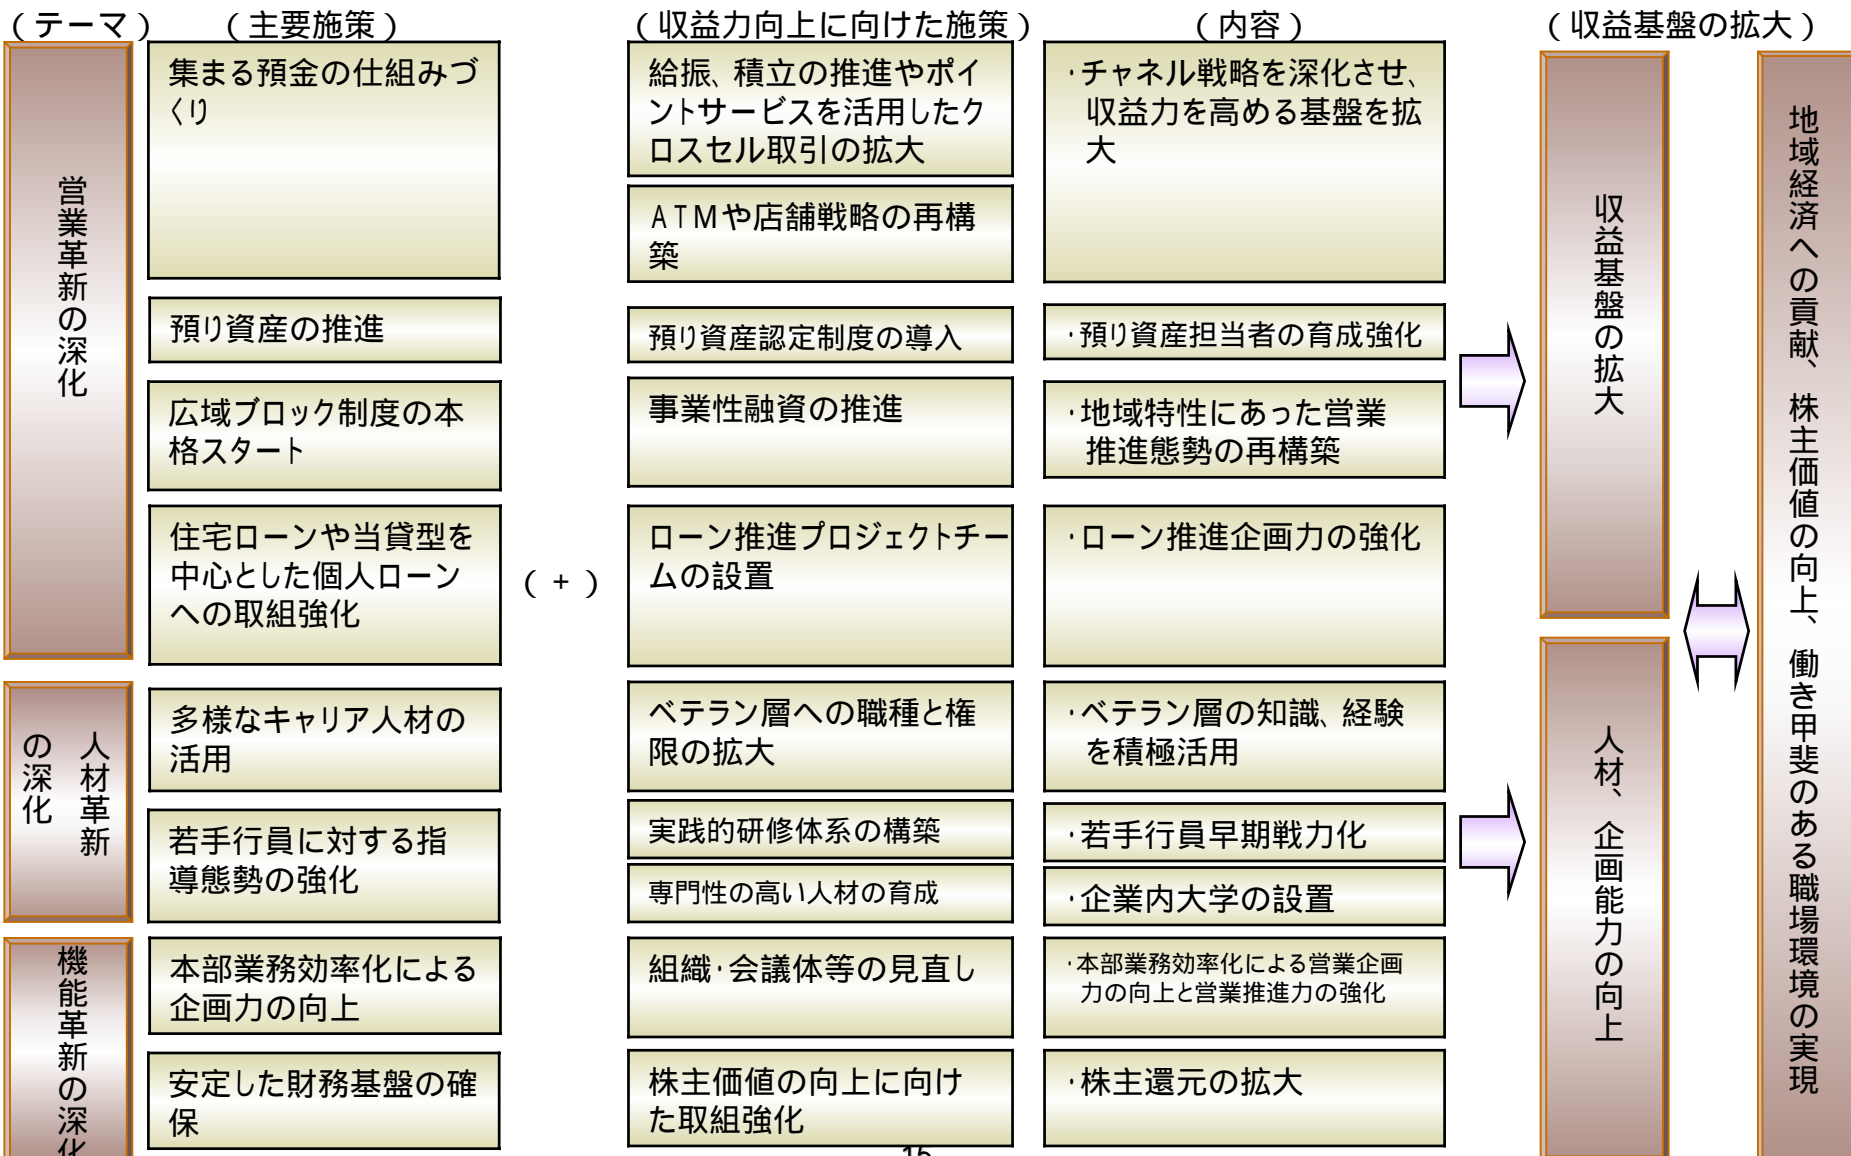 （テーマ）
（主要施策）
（収益力向上に向けた施策）
（内容）
（収益基盤の拡大）
営業革新の深化
集まる預金の仕組みづ
くり
給振、積立の推進やポイ
ントサービスを活用したク
ロスセル取引の拡大
ＡＴＭや店舗戦略の再構
築
・チャネル戦略を深化させ、
収益力を高める基盤を拡
大
預り資産の推進
預り資産認定制度の導入
・預り資産担当者の育成強化
広域ブロック制度の本
格スタート
事業性融資の推進
・地域特性にあった営業
推進態勢の再構築
住宅ローンや当貸型を
中心とした個人ローン
への取組強化
（+）
ローン推進プロジェクトチー
ムの設置
・ローン推進企画力の強化
人材革新
の深化
多様なキャリア人材の
活用
ベテラン層への職種と権
限の拡大
・ベテラン層の知識、経験
を積極活用
若手行員に対する指
導態勢の強化
実践的研修体系の構築
・若手行員早期戦力化
専門性の高い人材の育成
・企業内大学の設置
機能革新の深化
本部業務効率化による
企画力の向上
組織・会議体等の見直し
・本部業務効率化による営業企画
力の向上と営業推進力の強化
安定した財務基盤の確
保
株主価値の向上に向け
た取組強化
・株主還元の拡大
収益基盤の拡大
人材、企画能力の向上
地域経済への貢献、株主価値の向上、働き甲斐のある職場環境の実現
15